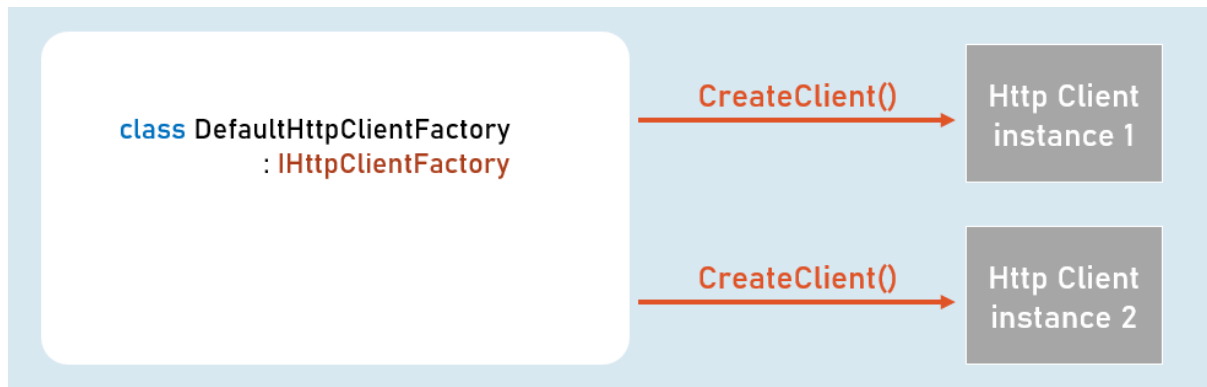 class DefaultHttpClientFactory
: IHttpClientFactory
CreateClient()
Http Client
instance 1
CreateClient()
Http Client
instance 2